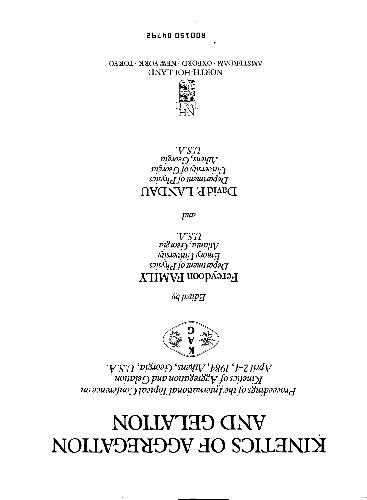 KINETICS OF AGGREGATION
AND GELATION
Proceedings of the International Topical Conference on
Kinetics of Aggregation and Gelation
April 2-4, 1984, Athens, Georgia, U.S.A.
K
A
G
Edited by
Fereydoon FAMILY
Department of Physics
Emory University
Atlanta, Georgia
U.S.A.
and
David P. LANDAU
Department of Physics
University of Georgia
Athens, Georgia
U.S.A.
NH
NORTH-HOLLAND
AMSTERDAM · OXFORD · NEW YORK · TOKYO
800150 04792